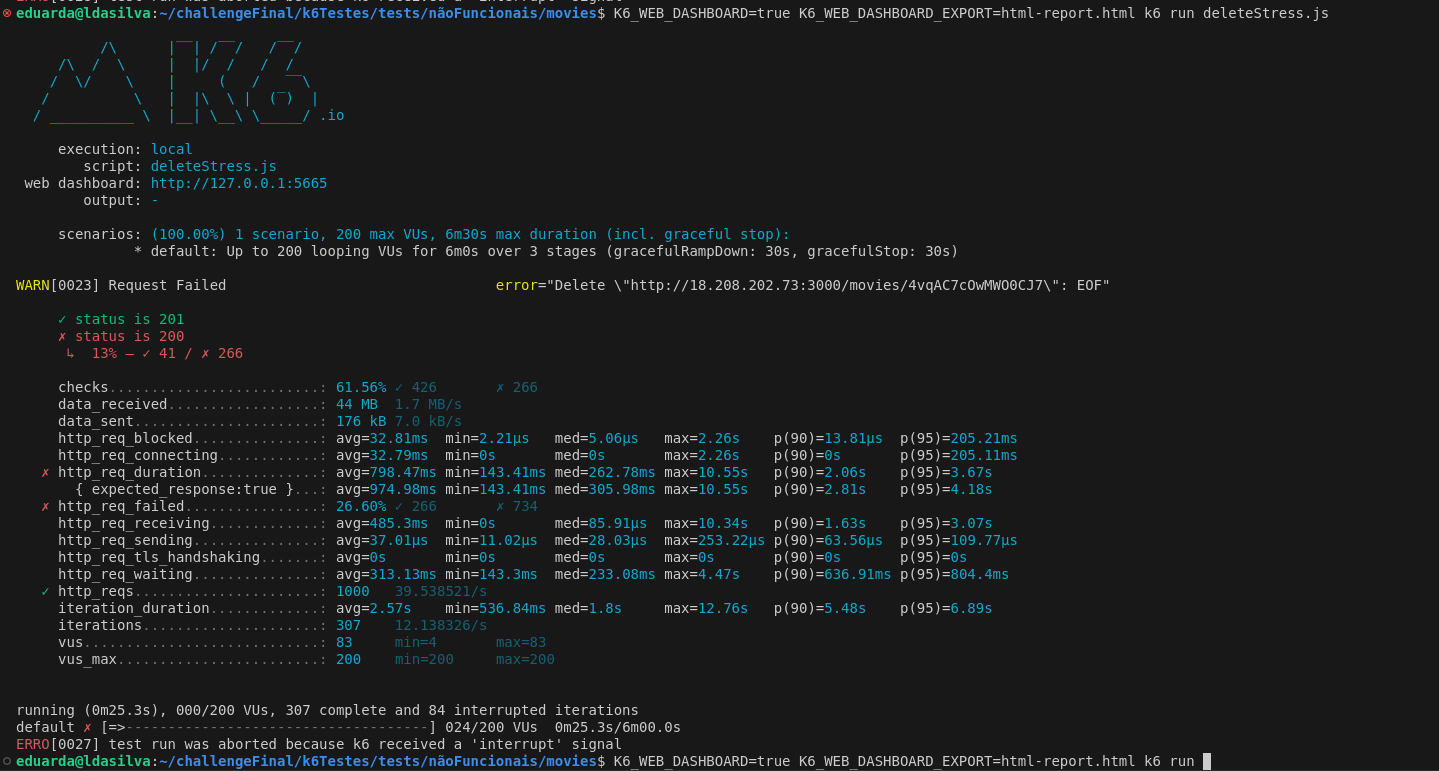 eduarda@ldasilva:~/challengeFinal/k6Testes/tests/nãoFuncionais/movies$ K6_WEB_DASHBOARD=true K6_WEB_DASHBOARD_EXPORT=html-report.html k6 run deleteStress.js
.io
execution: local
script: deleteStress.js
web dashboard: http://127.0.0.1:5665
output: -
scenarios: (100.00%) 1 scenario, 200 max VUs, 6m30s max duration (incl. graceful stop):
* default: Up to 200 looping VUs for 6m0s over 3 stages (gracefulRampDown: 30s, gracefulStop: 30s)
WARN[0023] Request Failed error="Delete \"http://18.208.202.73:3000/movies/4vqAC7cOwMWO0CJ7\": EOF"
✓ status is 201
✗ status is 200
↳ 13% — ✓ 41 / ✗ 266
checks.........................: 61.56% ✓ 426 ✗ 266
data_received..................: 44 MB 1.7 MB/s
data_sent......................: 176 kB 7.0 kB/s
http_req_blocked...............: avg=32.81ms min=2.21µs med=5.06µs max=2.26s p(90)=13.81µs p(95)=205.21ms
http_req_connecting............: avg=32.79ms min=0s med=0s max=2.26s p(90)=0s p(95)=205.11ms
✗ http_req_duration..............: avg=798.47ms min=143.41ms med=262.78ms max=10.55s p(90)=2.06s p(95)=3.67s
{ expected_response:true }...: avg=974.98ms min=143.41ms med=305.98ms max=10.55s p(90)=2.81s p(95)=4.18s
✗ http_req_failed................: 26.60% ✓ 266 ✗ 734
http_req_receiving.............: avg=485.3ms min=0s med=85.91µs max=10.34s p(90)=1.63s p(95)=3.07s
http_req_sending...............: avg=37.01µs min=11.02µs med=28.03µs max=253.22µs p(90)=63.56µs p(95)=109.77µs
http_req_tls_handshaking.......: avg=0s min=0s med=0s max=0s p(90)=0s p(95)=0s
http_req_waiting...............: avg=313.13ms min=143.3ms med=233.08ms max=4.47s p(90)=636.91ms p(95)=804.4ms
✓ http_reqs......................: 1000 39.538521/s
iteration_duration.............: avg=2.57s min=536.84ms med=1.8s max=12.76s p(90)=5.48s p(95)=6.89s
iterations.....................: 307 12.138326/s
vus............................: 83 min=4 max=83
vus_max........................: 200 min=200 max=200
running (0m25.3s), 000/200 VUs, 307 complete and 84 interrupted iterations
default ✗ [=>------------------------------------] 024/200 VUs 0m25.3s/6m00.0s
ERRO[0027] test run was aborted because k6 received a 'interrupt' signal
eduarda@ldasilva:~/challengeFinal/k6Testes/tests/nãoFuncionais/movies$ K6_WEB_DASHBOARD=true K6_WEB_DASHBOARD_EXPORT=html-report.html k6 run